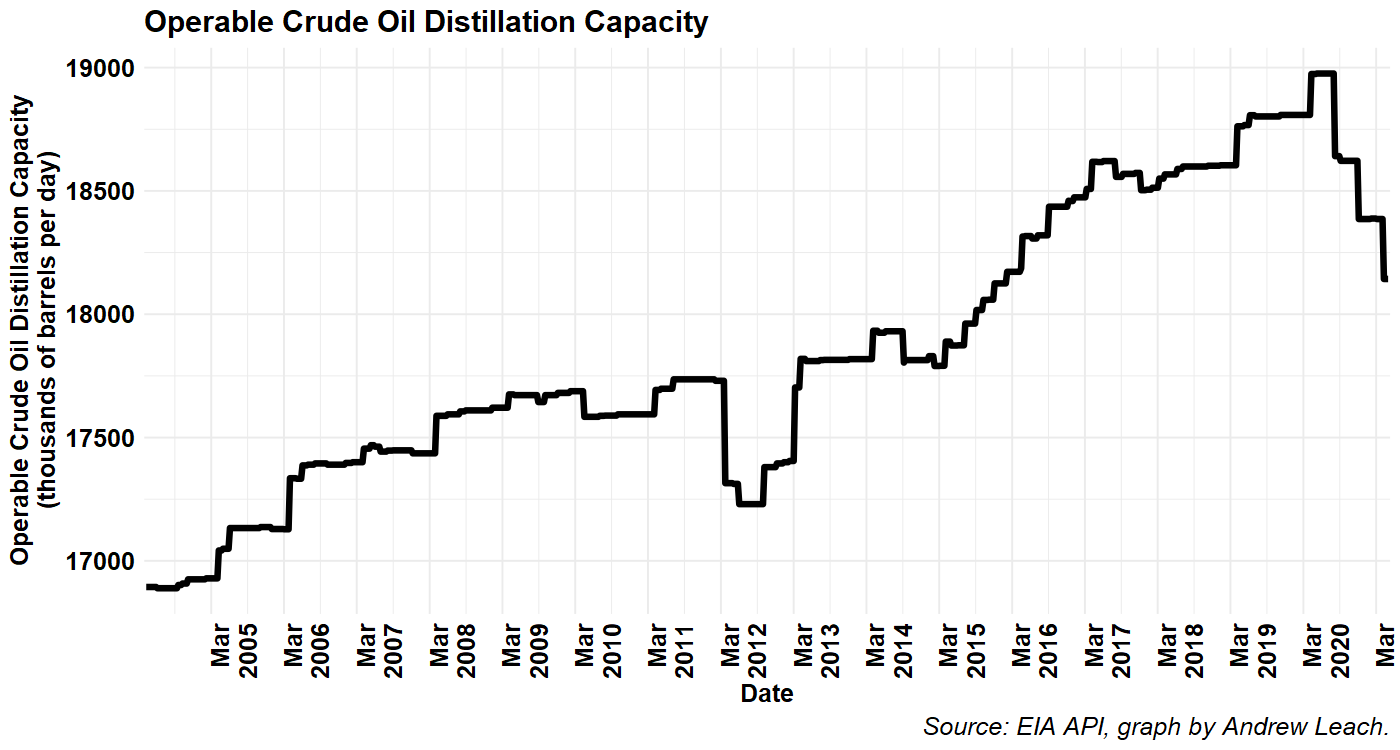 Operable Crude Oil Distillation Capacity
Operable Crude Oil Distillation Capacity
(thousands of barrels per day)
19000
18500
18000
17500
17000
Mar
2005
Mar
2006
Mar
2007
Mar
2008
Mar
2009
Mar
2010
Mar
2011
Mar
2012
Mar
2013
Mar
2014
Mar
2015
Mar
2016
Mar
2017
Mar
2018
Mar
2019
Mar
2020
Mar
Date
Source: EIA API, graph by Andrew Leach.